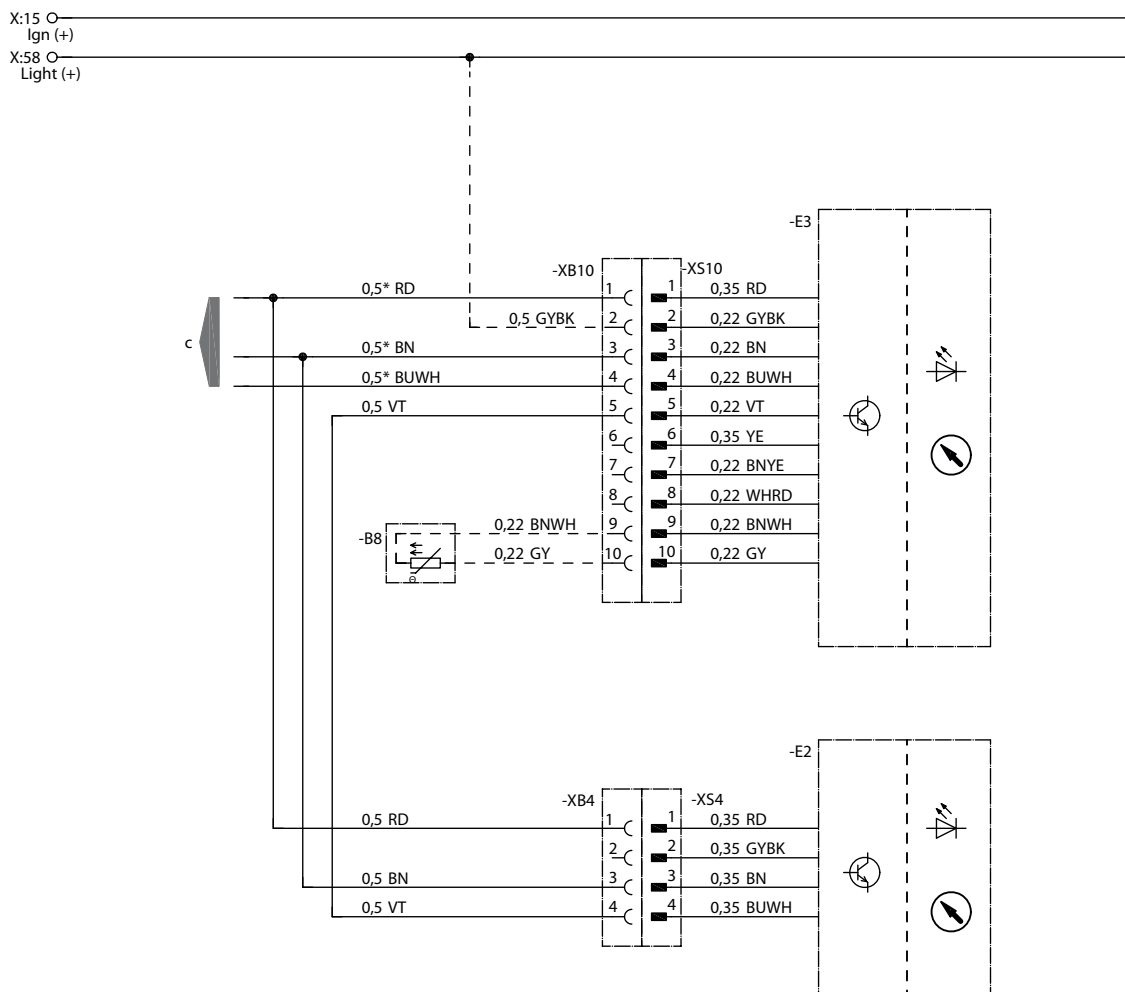 X:15
Ign (+)
X:58
Light (+)
-E3
-XB10
-XS10
c
0,5* RD 1 1 0,35 RD
0,5 GYBK 2 2 0,22 GYBK
0,5* BN 3 3 0,22 BN
0,5* BUWH 4 4 0,22 BUWH
0,5 VT 5 5 0,22 VT
6 6 0,35 YE
7 7 0,22 BNYE
8 8 0,22 WHRD
-B8
0,22 BNWH 9 9 0,22 BNWH
0,22 GY 10 10 0,22 GY
Θ
-E2
-XB4
-XS4
0,5 RD 1 1 0,35 RD
2 2 0,35 GYBK
0,5 BN 3 3 0,35 BN
0,5 VT 4 4 0,35 BUWH